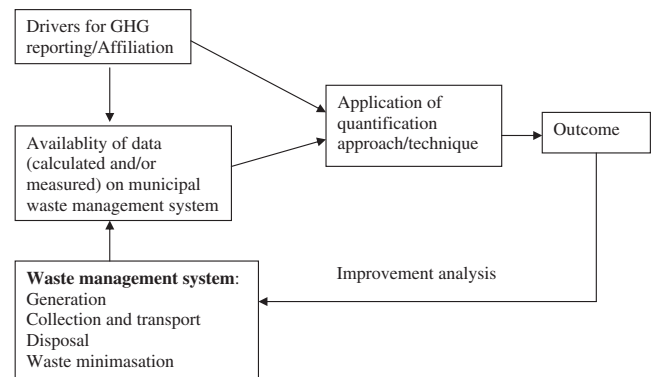 Drivers for GHG
reporting/Affiliation
Application of
quantification
approach/technique
Outcome
Availablity of data
(calculated and/or
measured) on municipal
waste management system
Waste management system:
Generation
Collection and transport
Disposal
Waste minimasation
Improvement analysis